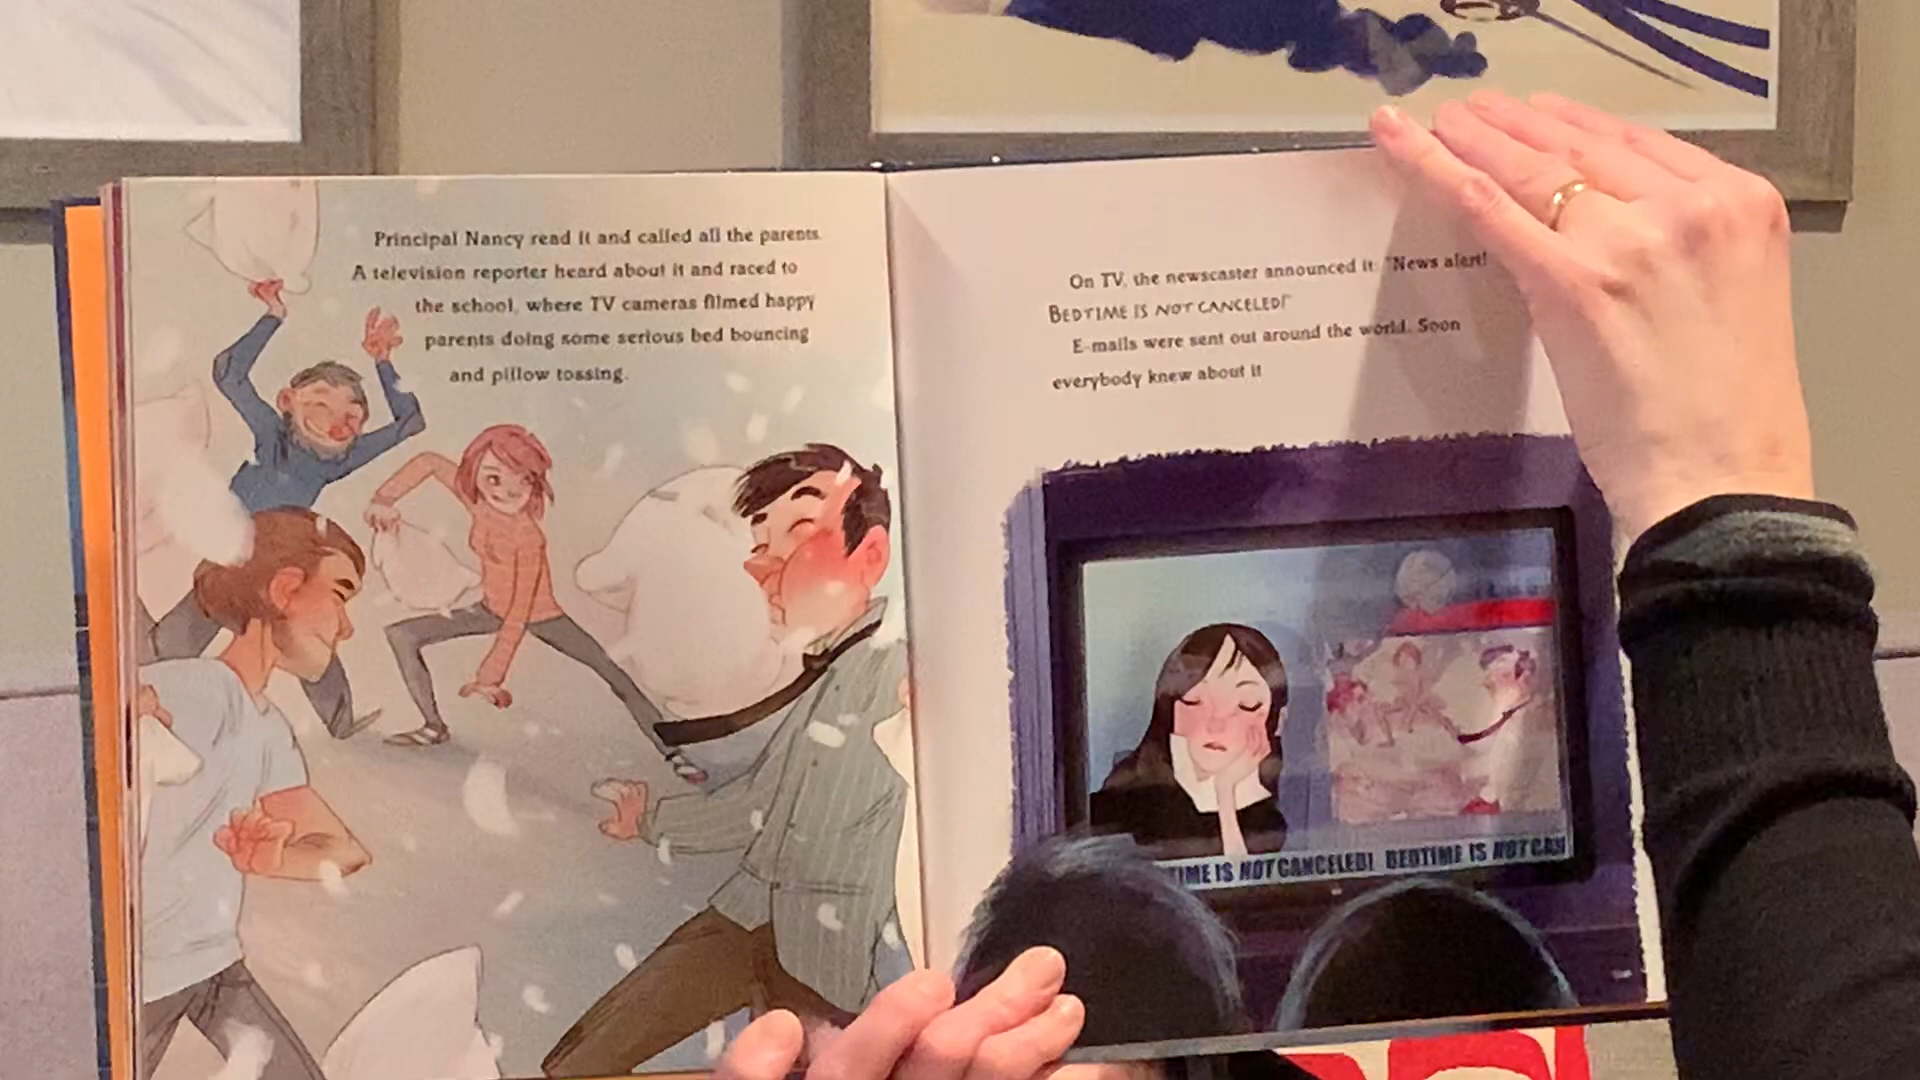 Principal Nancy read it and called all the parents.
A television reporter heard about it and raced to
the school, where TV cameras filmed happy
parents doing some serious bed bouncing
and pillow tossing.
On TV, the newscaster announced it: "News alert!
BEDTIME IS NOT CANCELED!"
E-mails were sent out around the world. Soon
everybody knew about it
TIME IS NOT CANCELED! BEDTIME IS NOT CAN